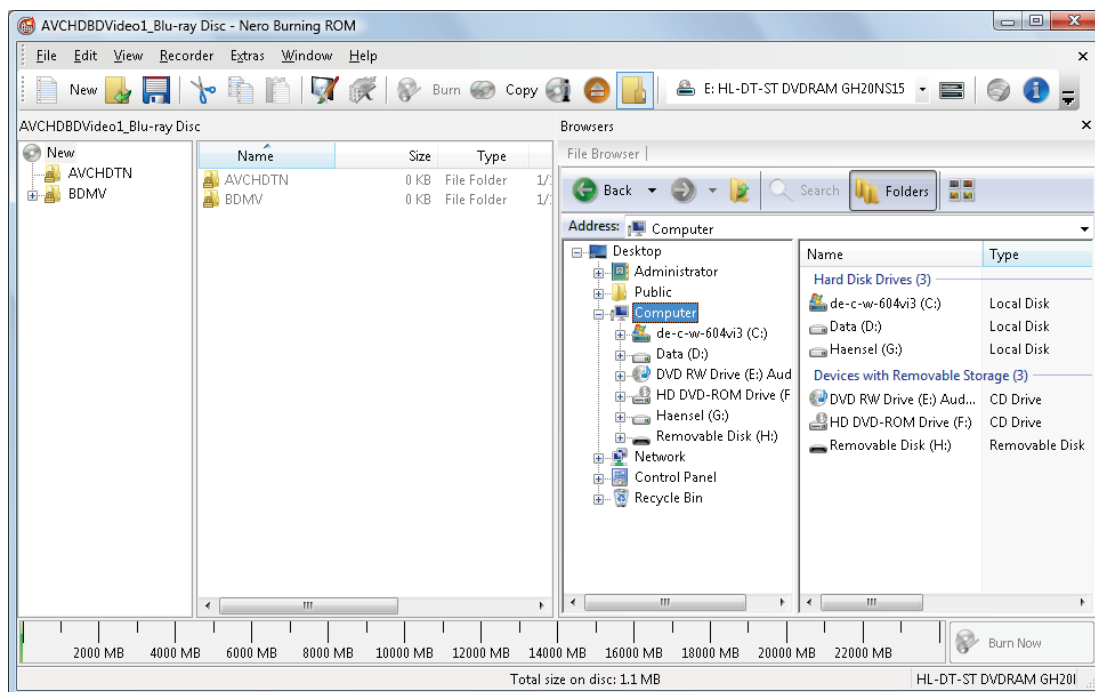 AVCHDBDVideo1_Blu-ray Disc - Nero Burning ROM
File Edit View Recorder Extras Window Help
New Burn Copy E: HL-DT-ST DVDRAM GH20NS15
AVCHDBDVideo1_Blu-ray Disc
New
AVCHDTN
BDMV
Name Size Type
AVCHDTN 0 KB File Folder 1/
BDMV 0 KB File Folder 1/
Browsers
File Browser
Back Search Folders
Address: Computer
Desktop
Administrator
Public
Computer
de-c-w-604vi3 (C:)
Data (D:)
DVD RW Drive (E:) Aud
HD DVD-ROM Drive (F
Haensel (G:)
Removable Disk (H:)
Network
Control Panel
Recycle Bin
Name Type
Hard Disk Drives (3)
de-c-w-604vi3 (C:) Local Disk
Data (D:) Local Disk
Haensel (G:) Local Disk
Devices with Removable Storage (3)
DVD RW Drive (E:) Aud... CD Drive
HD DVD-ROM Drive (F:) CD Drive
Removable Disk (H:) Removable Disk
2000 MB 4000 MB 6000 MB 8000 MB 10000 MB 12000 MB 14000 MB 16000 MB 18000 MB 20000 MB 22000 MB Burn Now
Total size on disc: 1.1 MB HL-DT-ST DVDRAM GH20